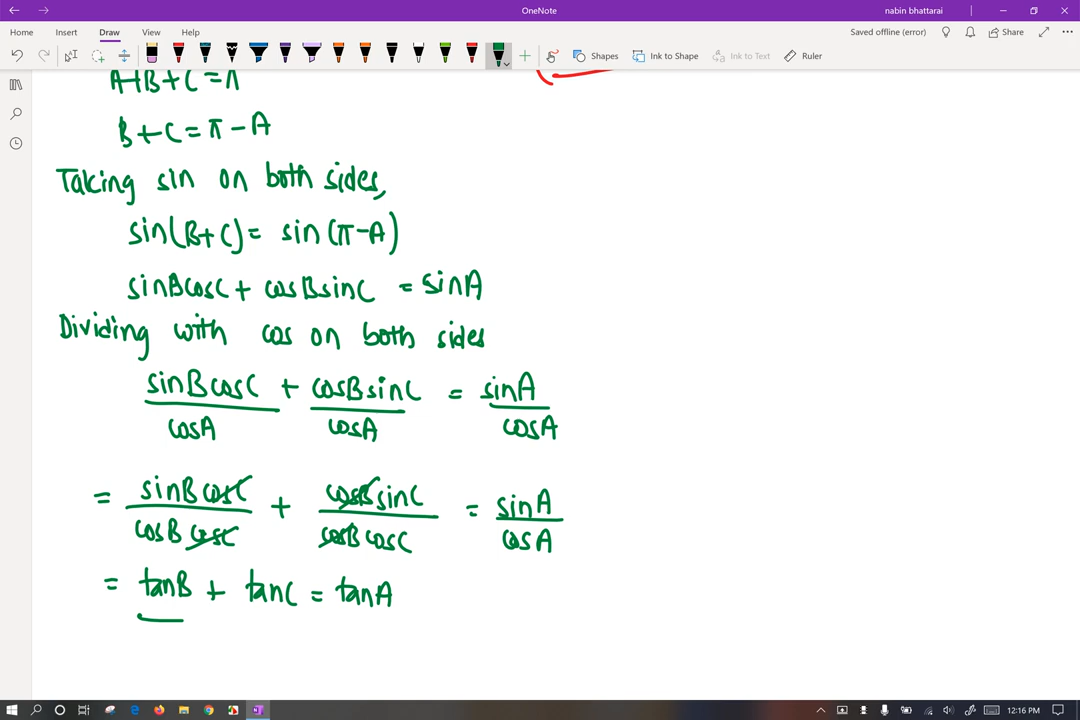 OneNote
nabin bhattarai
Home Insert Draw View Help
Saved offline (error) Share
Shapes Ink to Shape Ink to Text Ruler
A+B+C=π
B+C=π-A
Taking sin on both sides,
sin(B+C)= sin(π-A)
sinBcosC+ cosBsinC = sinA
Dividing with cos on both sides
sinBcosC/cosA + cosBsinC/cosA = sinA/cosA
= sinBcosC/cosBcosC + cosBsinC/cosBcosC = sinA/cosA
= tanB + tanC = tanA
12:16 PM